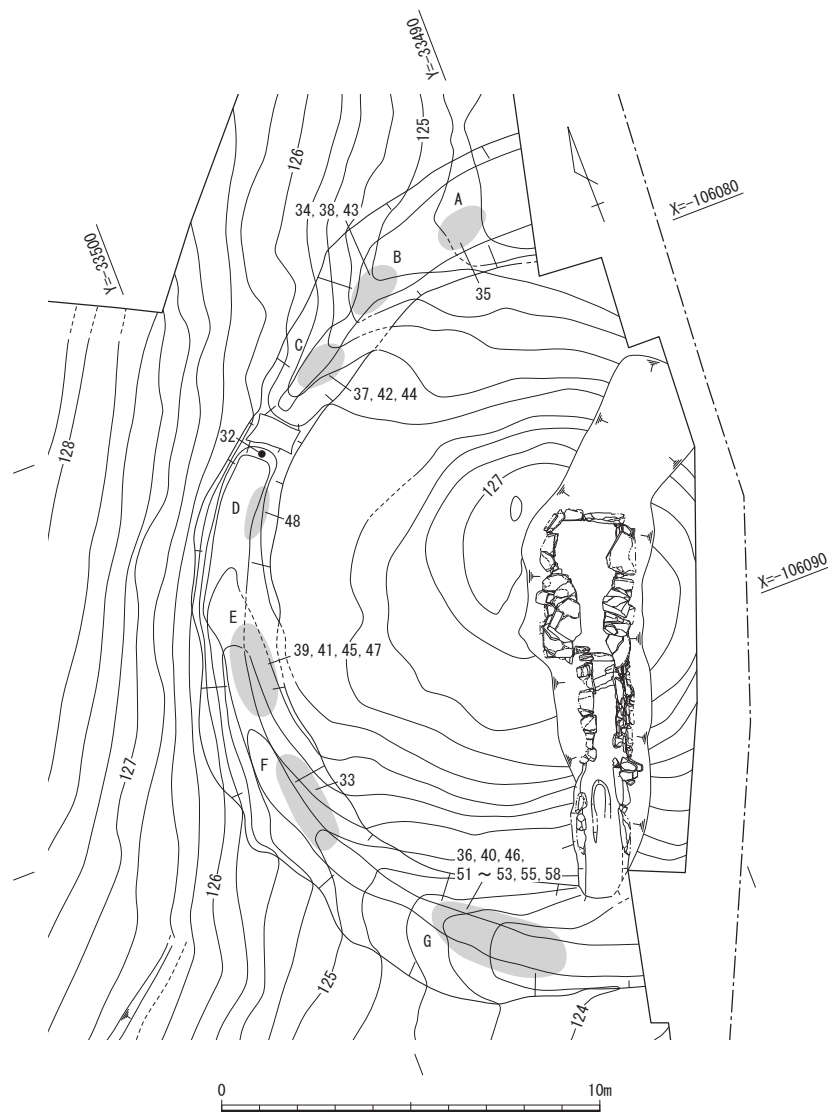 Y=-33490
125
126
X=-106080
A
34, 38, 43
Y=-33500
B
35
C
37, 42, 44
128
32
127
D
48
X=-106090
E
39, 41, 45, 47
F
33
127
36, 40, 46,
51 ～ 53, 55, 58
126
G
125
124
0
10m